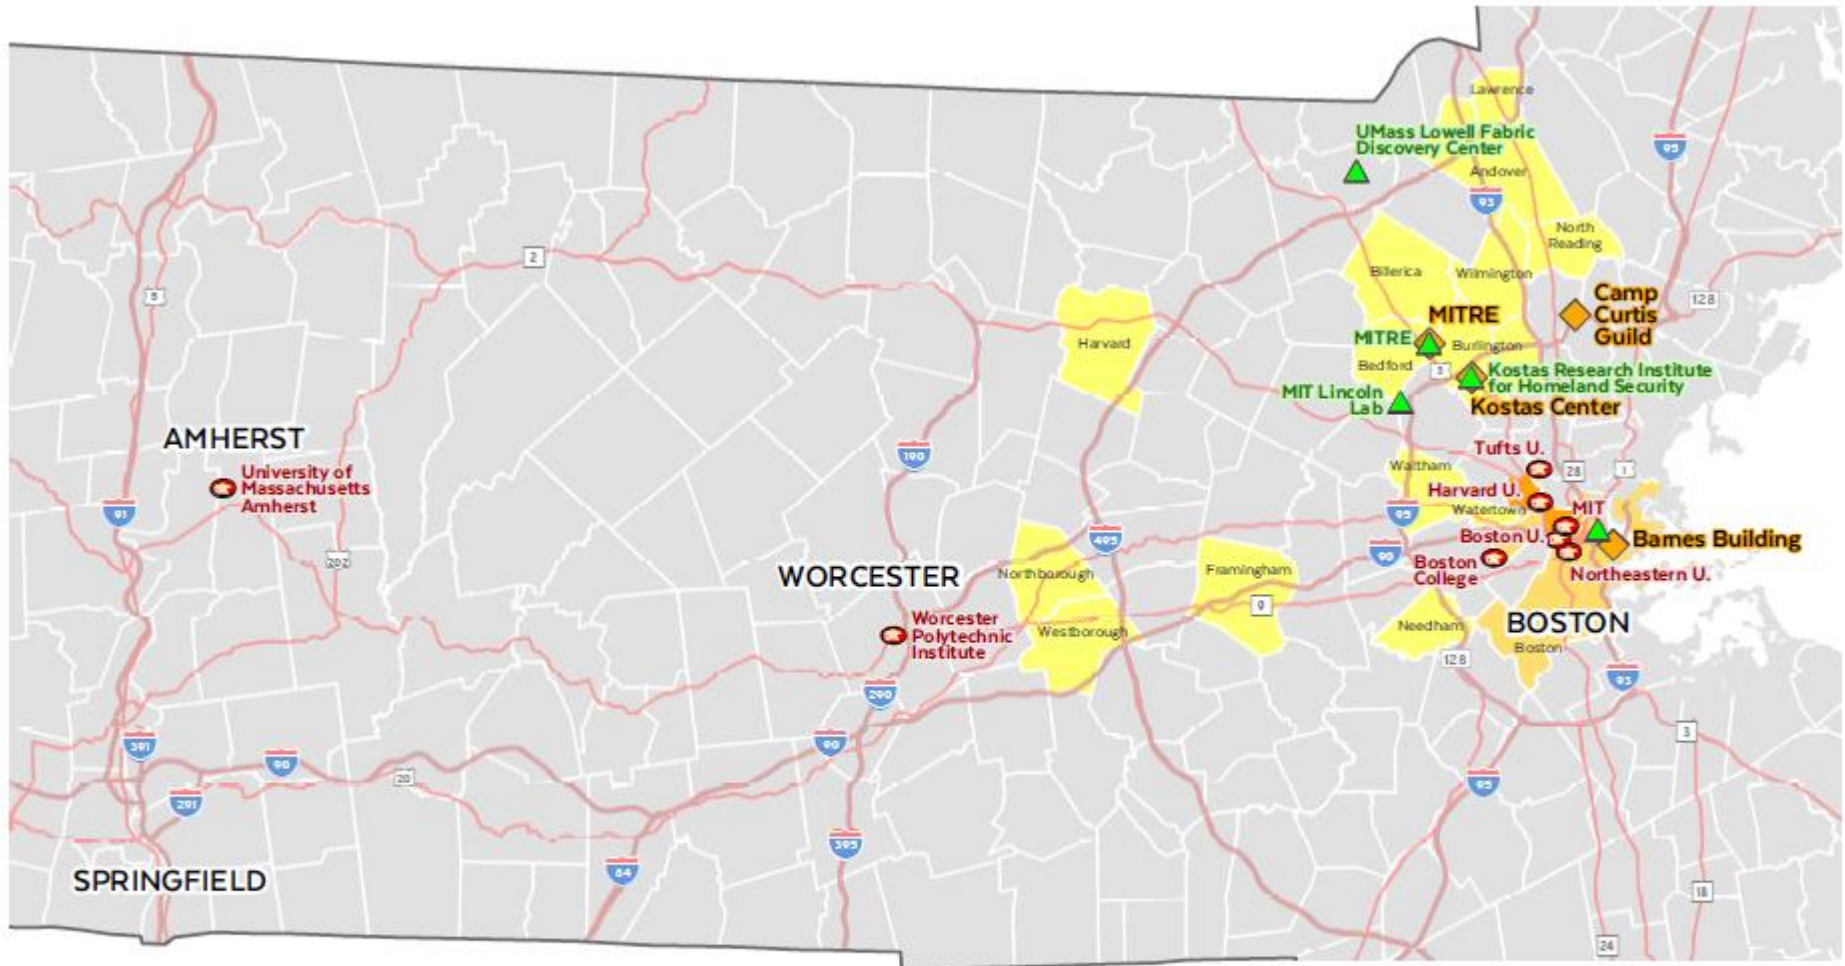 Lawrence
UMass Lowell Fabric
Discovery Center
95
Andover
93
North
Reading
2
Billerica
Wilmington
5
Camp
Curtis
Guild
128
MITRE
MITRE
Harvard
Burlington
Bedford
3
Kostas Research Institute
for Homeland Security
MIT Lincoln
Lab
Kostas Center
AMHERST
190
Tufts U.
Waltham
28
1
University of
Massachusetts
Amherst
Harvard U.
Watertown
MIT
91
95
495
Boston U.
Barnes Building
90
202
Boston
College
Northeastern U.
WORCESTER
Northborough
Framingham
9
Worcester
Polytechnic
Institute
Westborough
Needham
BOSTON
Boston
128
93
290
391
90
90
3
20
95
291
395
84
SPRINGFIELD
18
24